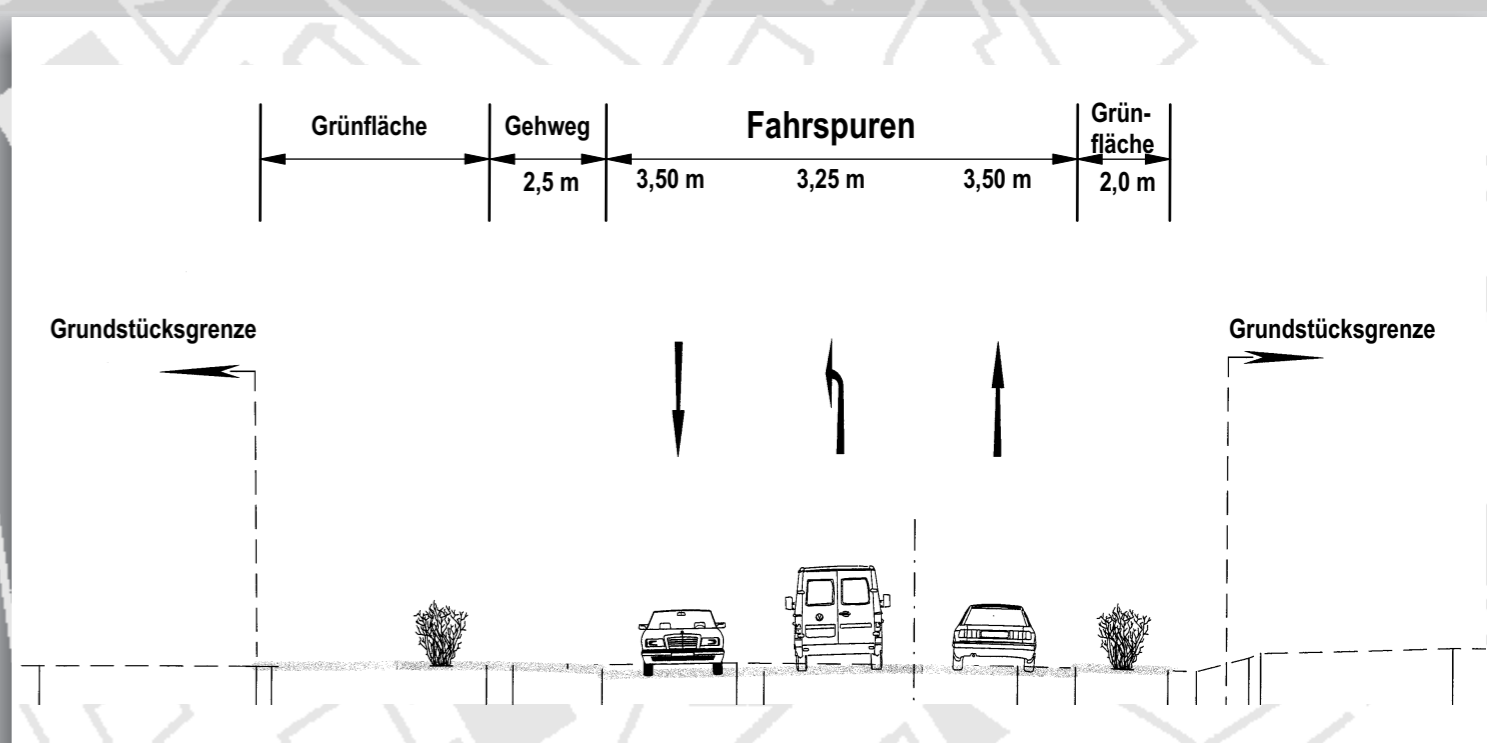 Grünfläche
Gehweg
Fahrspuren
Grün-
fläche
2,5 m
3,50 m
3,25 m
3,50 m
2,0 m
Grundstücksgrenze
Grundstücksgrenze